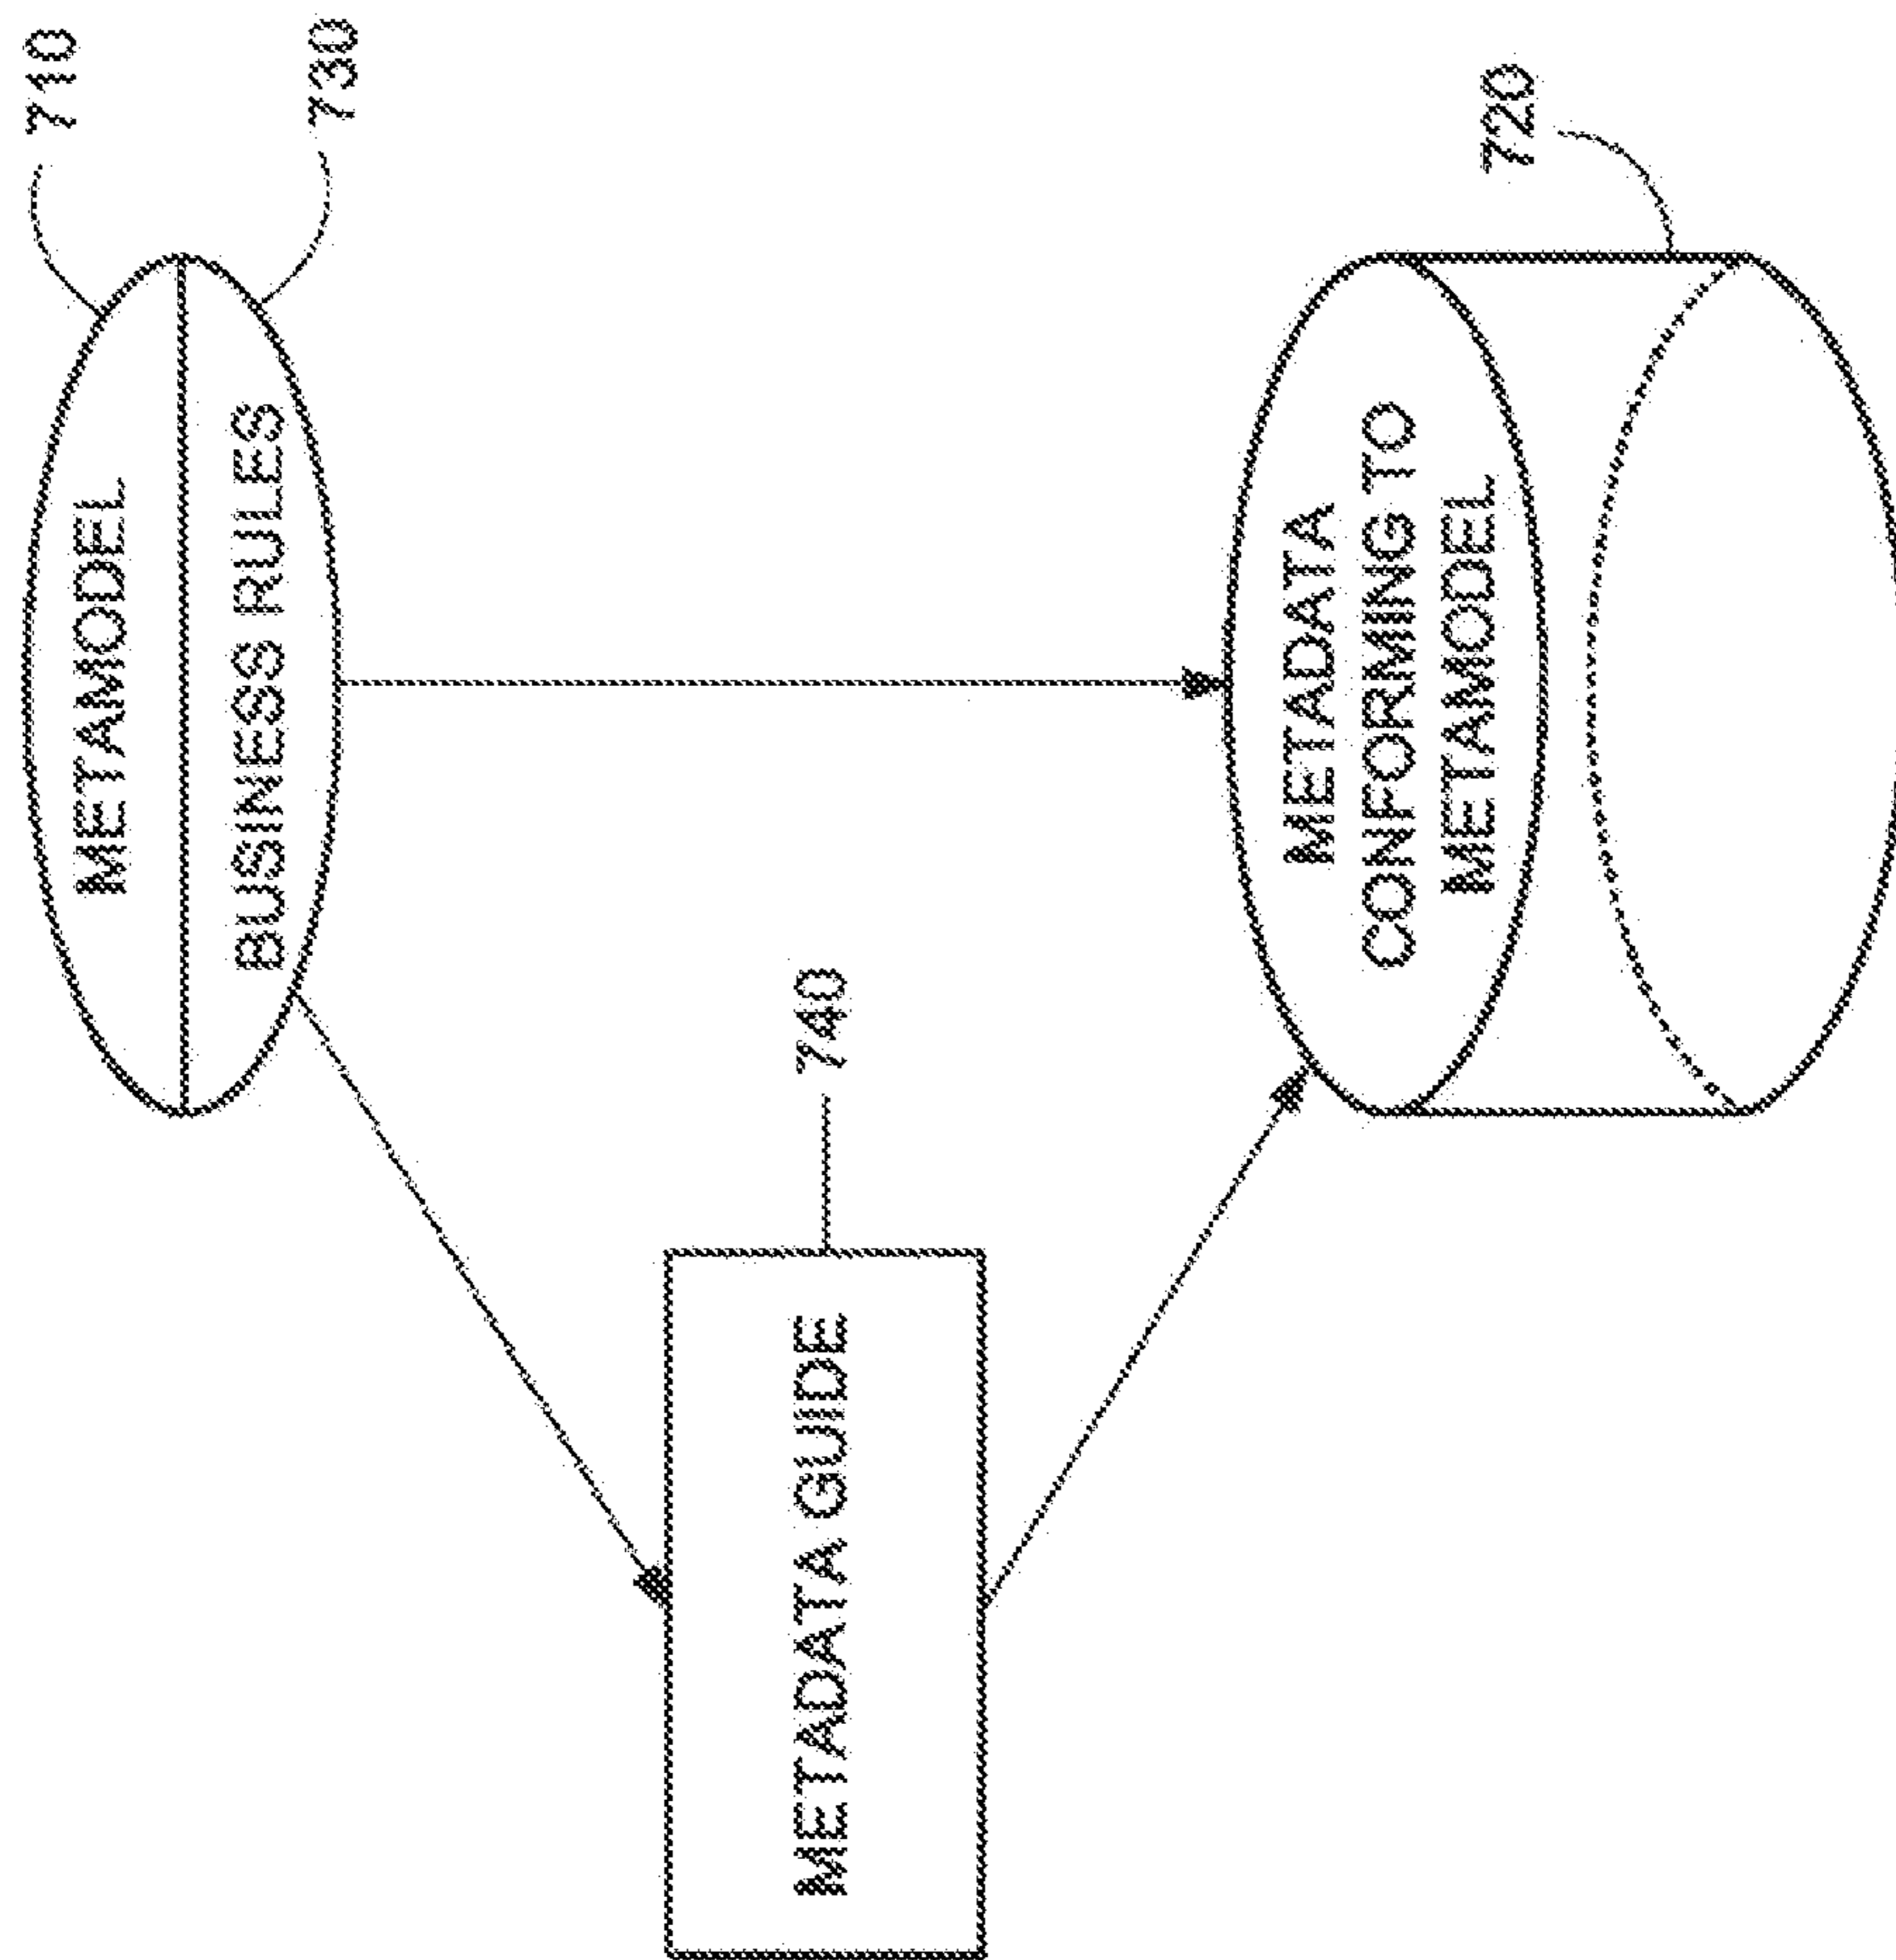 710
METAMODEL
BUSINESS RULES
730
METADATA GUIDE
740
METADATA
CONFORMING TO
METAMODEL
720